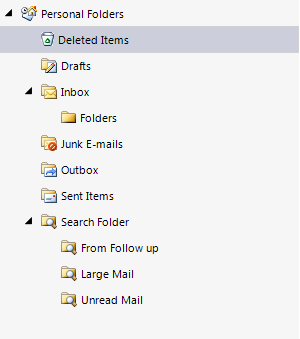 Personal Folders
Deleted Items
Drafts
Inbox
Folders
Junk E-mails
Outbox
Sent Items
Search Folder
From Follow up
Large Mail
Unread Mail